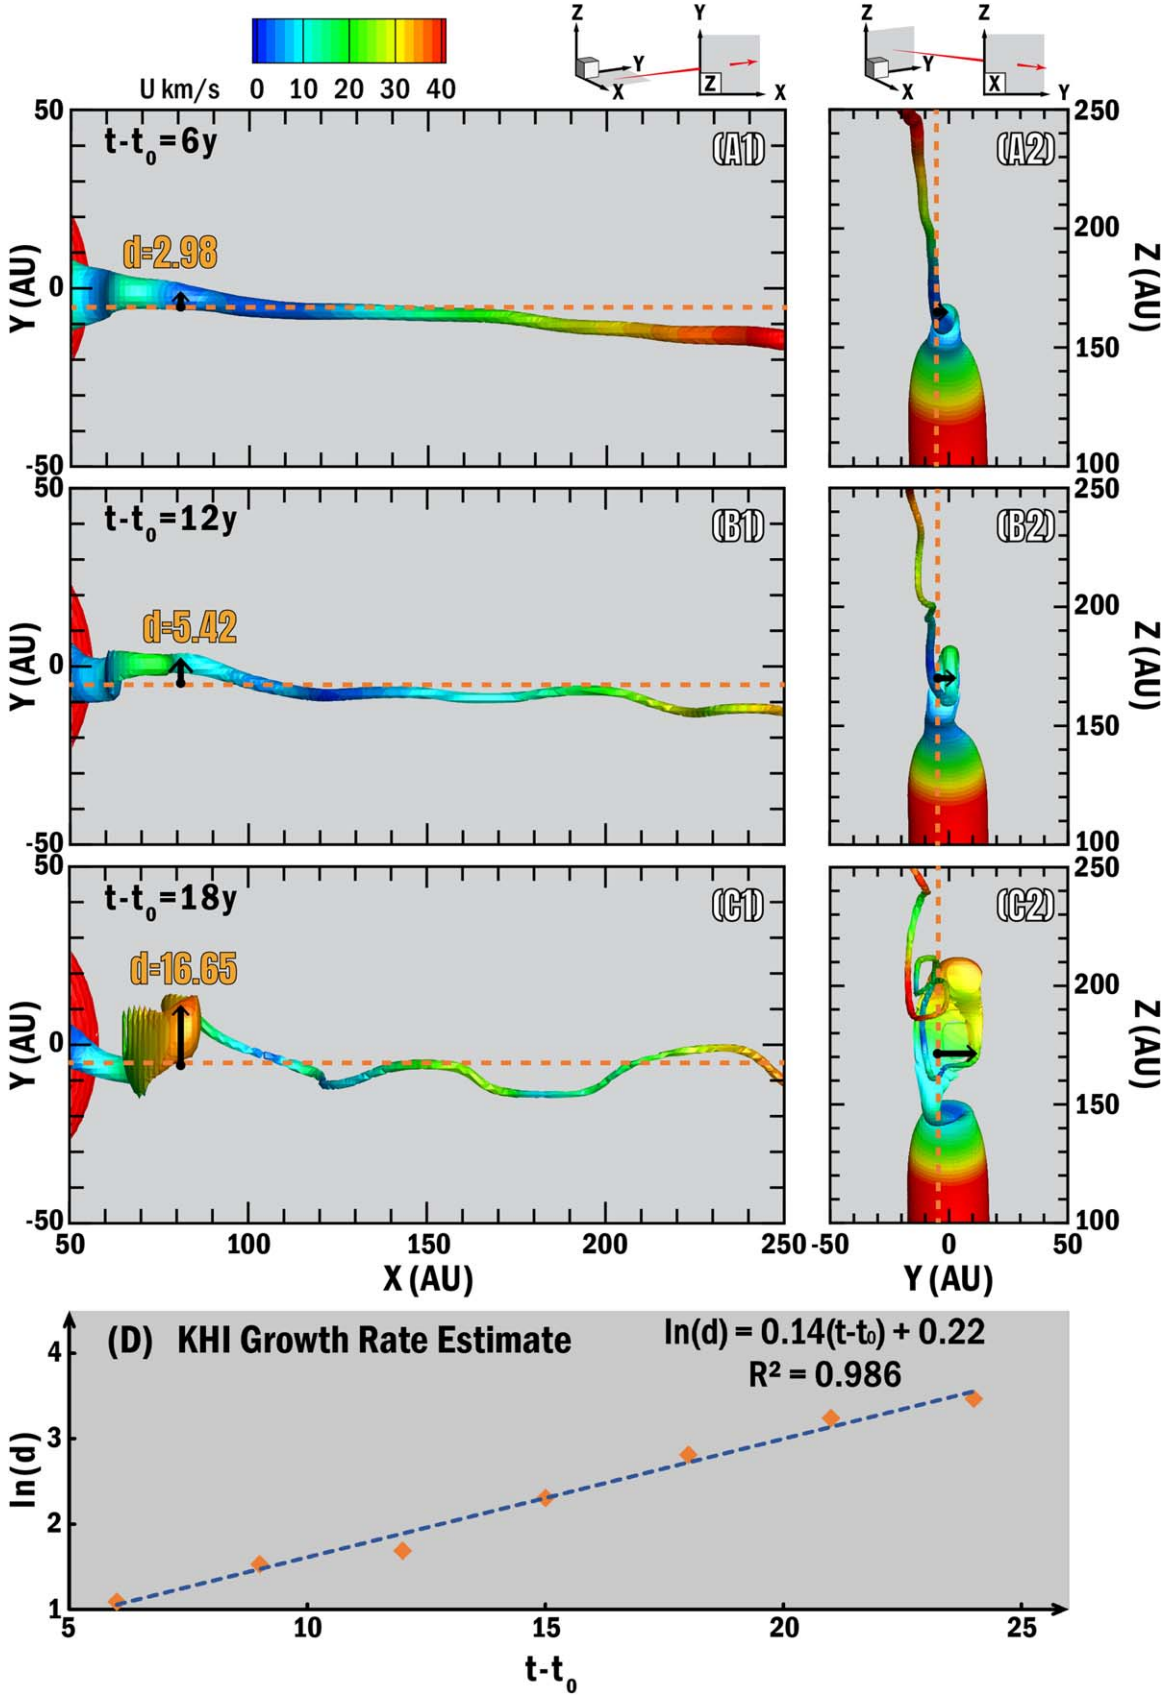 Z
Y
X
Y
Z
X
Z
Y
X
Z
X
Y
U km/s 0 10 20 30 40
50
t-t₀=6y
(A1)
d=2.98
Y (AU)
0
-50
(A2)
250
200
150
100
Z (AU)
50
t-t₀=12y
(B1)
d=5.42
Y (AU)
0
-50
(B2)
250
200
150
100
Z (AU)
50
t-t₀=18y
(C1)
d=16.65
Y (AU)
0
-50
(C2)
250
200
150
100
Z (AU)
50 100 150 200 250
X (AU)
-50 0 50
Y (AU)
(D) KHI Growth Rate Estimate
ln(d) = 0.14(t-t₀) + 0.22
R² = 0.986
ln(d)
4
3
2
1
5 10 15 20 25
t-t₀